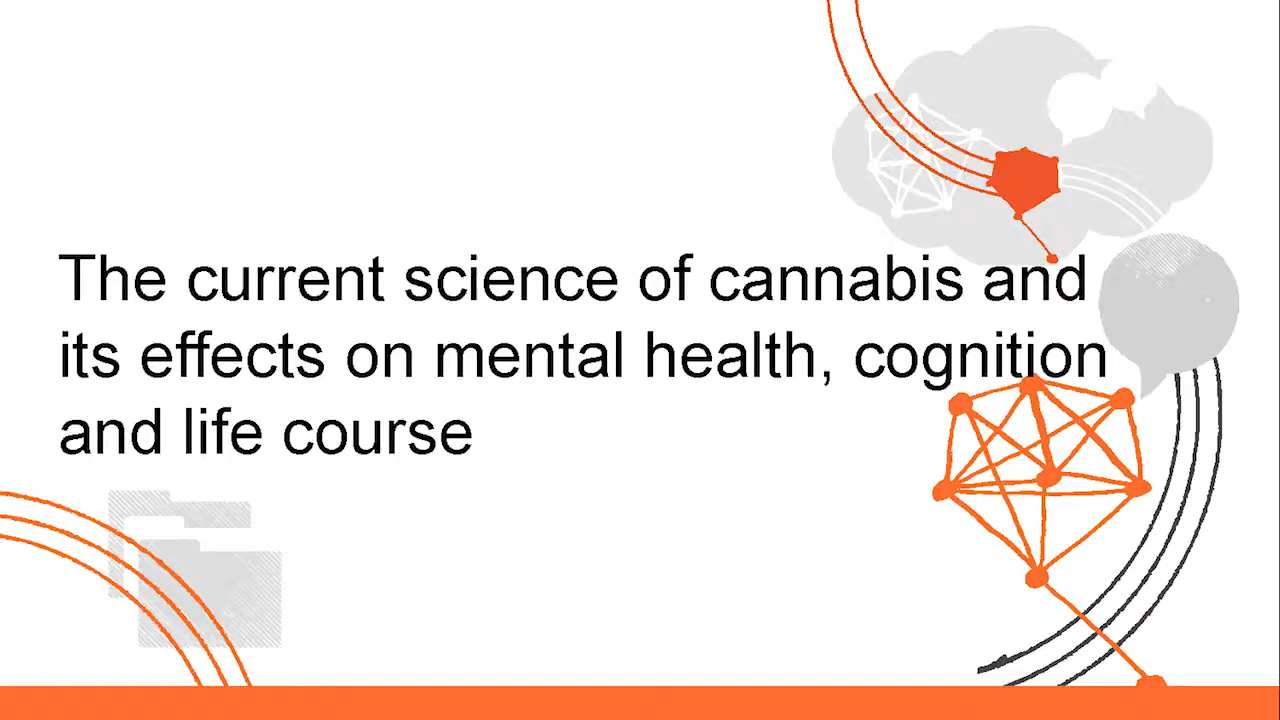 The current science of cannabis and
its effects on mental health, cognition
and life course